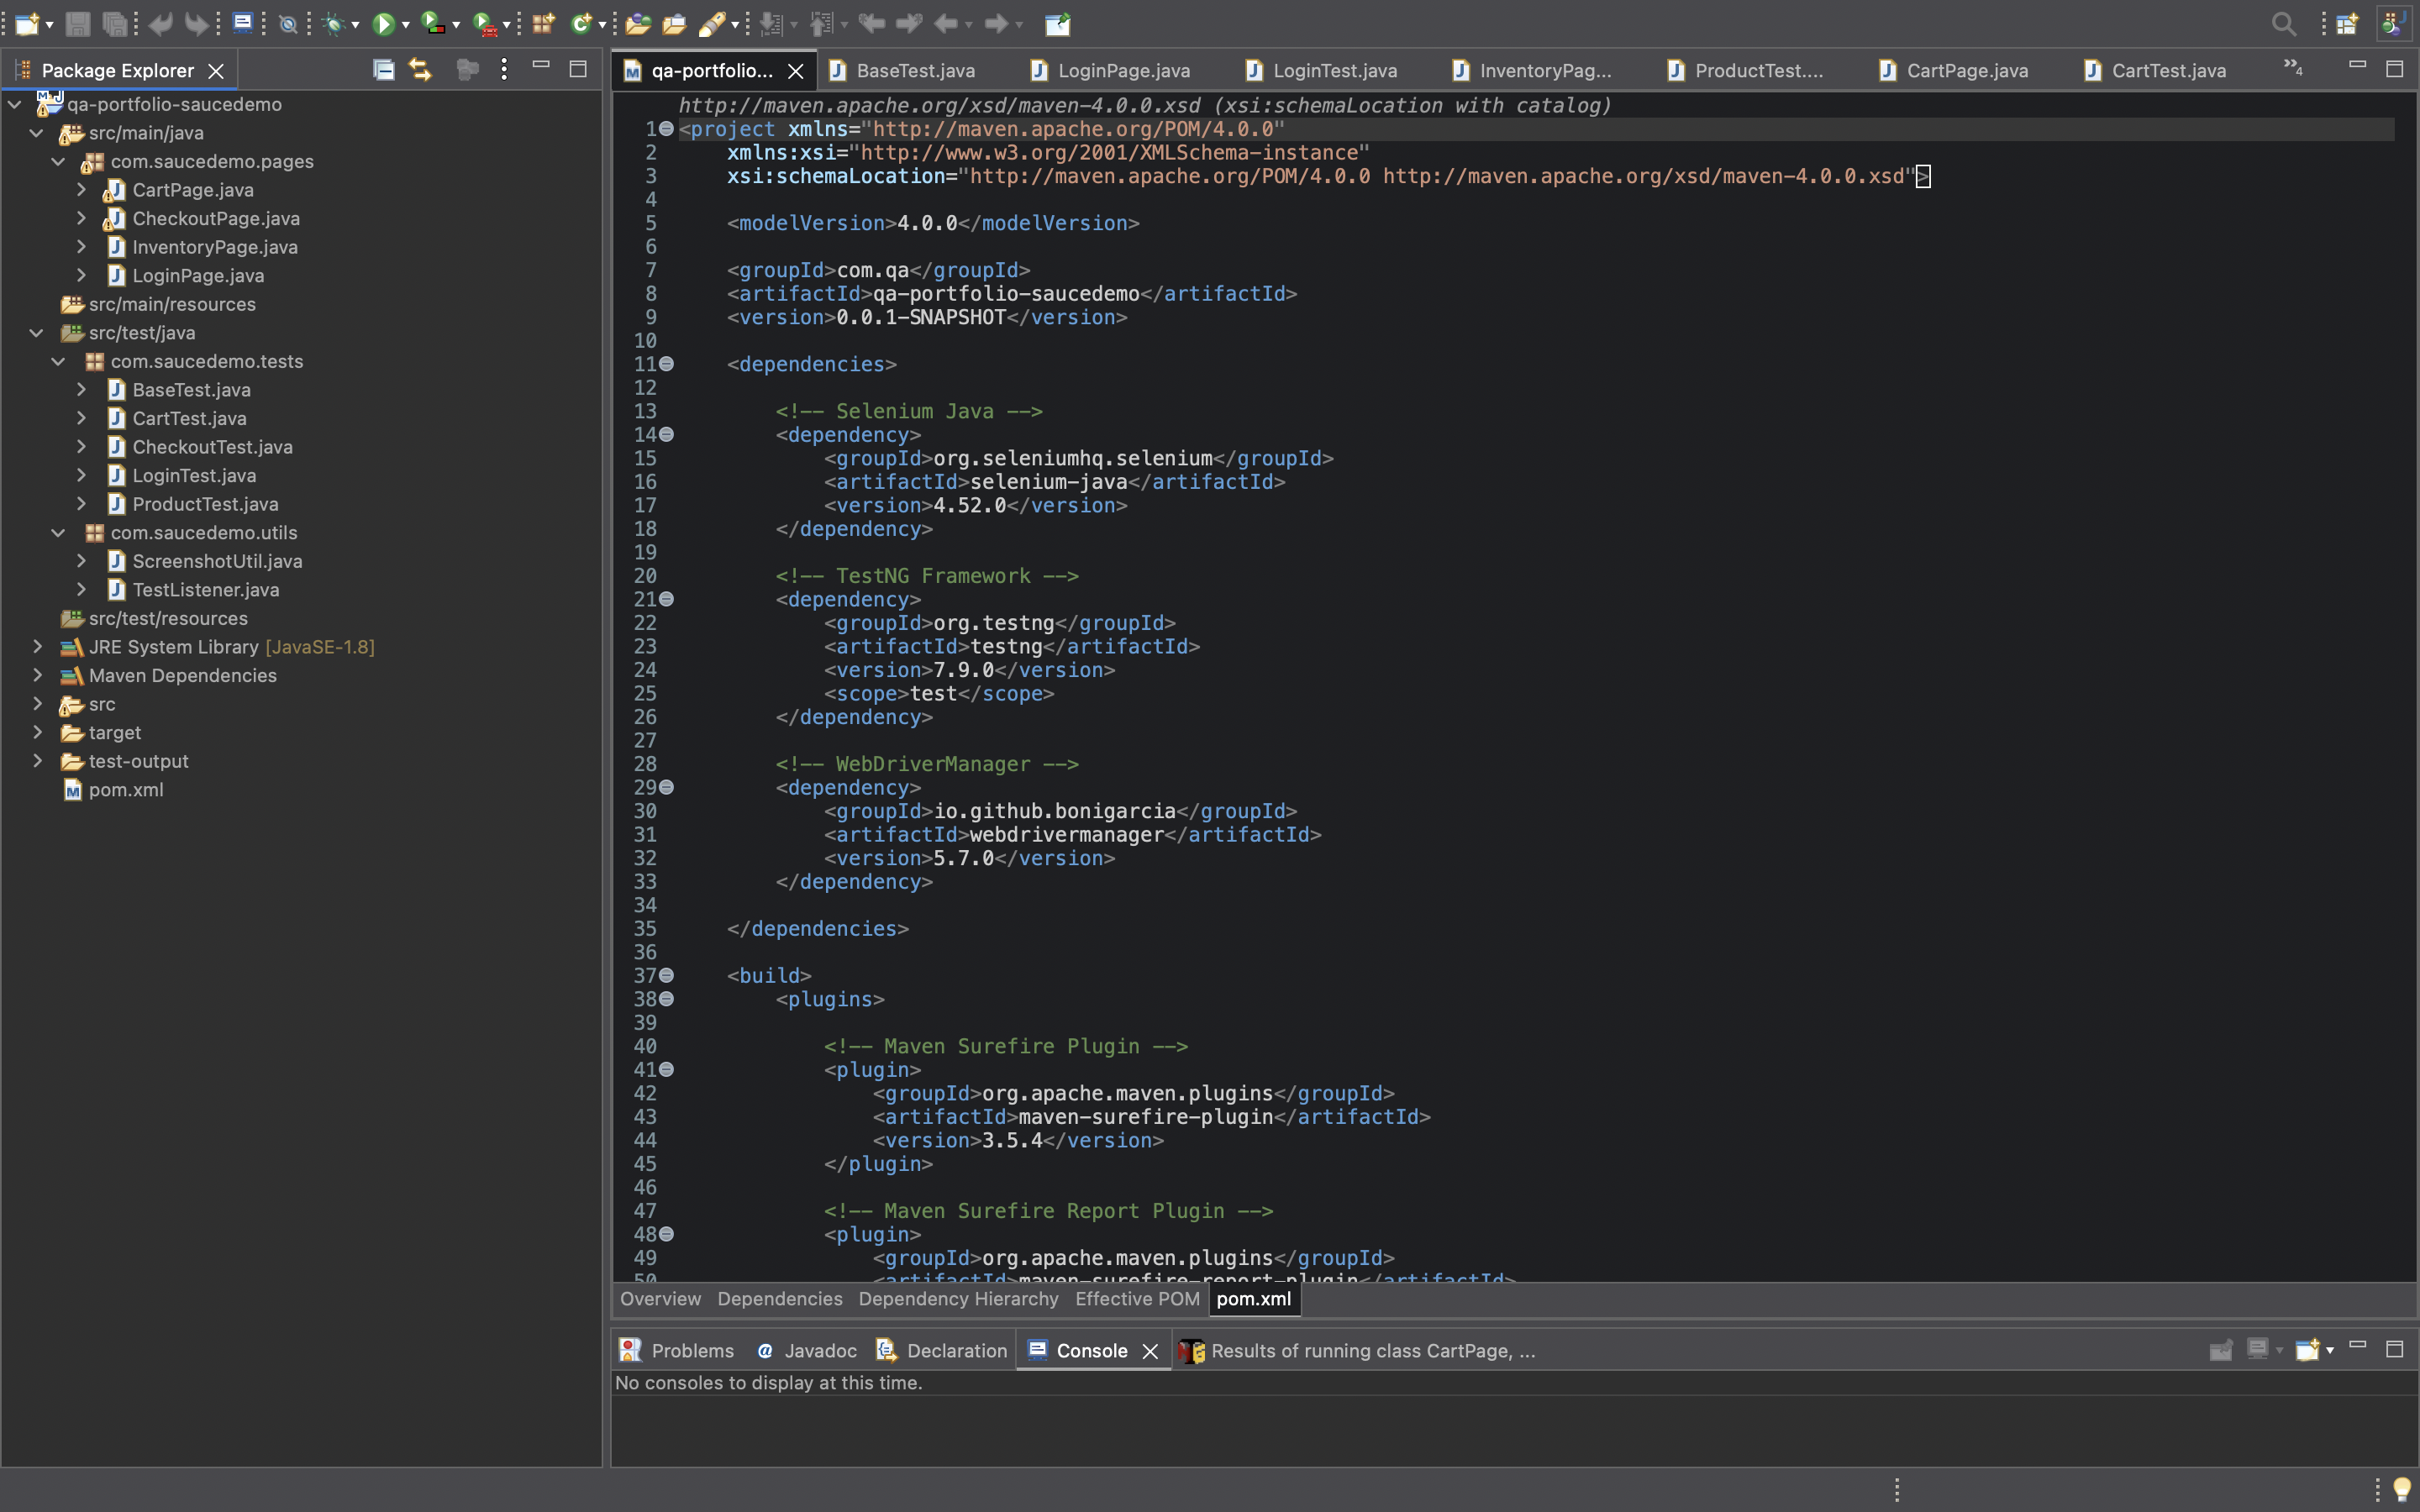 Package Explorer
qa-portfolio-saucedemo
src/main/java
com.saucedemo.pages
CartPage.java
CheckoutPage.java
InventoryPage.java
LoginPage.java
src/main/resources
src/test/java
com.saucedemo.tests
BaseTest.java
CartTest.java
CheckoutTest.java
LoginTest.java
ProductTest.java
com.saucedemo.utils
ScreenshotUtil.java
TestListener.java
src/test/resources
JRE System Library [JavaSE-1.8]
Maven Dependencies
src
target
test-output
pom.xml
qa-portfolio... BaseTest.java LoginPage.java LoginTest.java InventoryPag... ProductTest.... CartPage.java CartTest.java »4
http://maven.apache.org/xsd/maven-4.0.0.xsd (xsi:schemaLocation with catalog)
1 <project xmlns="http://maven.apache.org/POM/4.0.0"
2 xmlns:xsi="http://www.w3.org/2001/XMLSchema-instance"
3 xsi:schemaLocation="http://maven.apache.org/POM/4.0.0 http://maven.apache.org/xsd/maven-4.0.0.xsd">
4
5 <modelVersion>4.0.0</modelVersion>
6
7 <groupId>com.qa</groupId>
8 <artifactId>qa-portfolio-saucedemo</artifactId>
9 <version>0.0.1-SNAPSHOT</version>
10
11 <dependencies>
12
13 <!-- Selenium Java -->
14 <dependency>
15 <groupId>org.seleniumhq.selenium</groupId>
16 <artifactId>selenium-java</artifactId>
17 <version>4.52.0</version>
18 </dependency>
19
20 <!-- TestNG Framework -->
21 <dependency>
22 <groupId>org.testng</groupId>
23 <artifactId>testng</artifactId>
24 <version>7.9.0</version>
25 <scope>test</scope>
26 </dependency>
27
28 <!-- WebDriverManager -->
29 <dependency>
30 <groupId>io.github.bonigarcia</groupId>
31 <artifactId>webdrivermanager</artifactId>
32 <version>5.7.0</version>
33 </dependency>
34
35 </dependencies>
36
37 <build>
38 <plugins>
39
40 <!-- Maven Surefire Plugin -->
41 <plugin>
42 <groupId>org.apache.maven.plugins</groupId>
43 <artifactId>maven-surefire-plugin</artifactId>
44 <version>3.5.4</version>
45 </plugin>
46
47 <!-- Maven Surefire Report Plugin -->
48 <plugin>
49 <groupId>org.apache.maven.plugins</groupId>
50 <artifactId>maven-surefire-report-plugin</artifactId>
Overview Dependencies Dependency Hierarchy Effective POM pom.xml
Problems Javadoc Declaration Console Results of running class CartPage, ...
No consoles to display at this time.